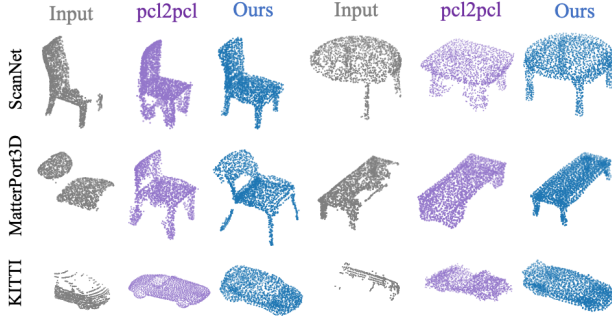 Input pcl2pcl Ours Input pcl2pcl Ours
ScanNet
MatterPort3D
KITTI